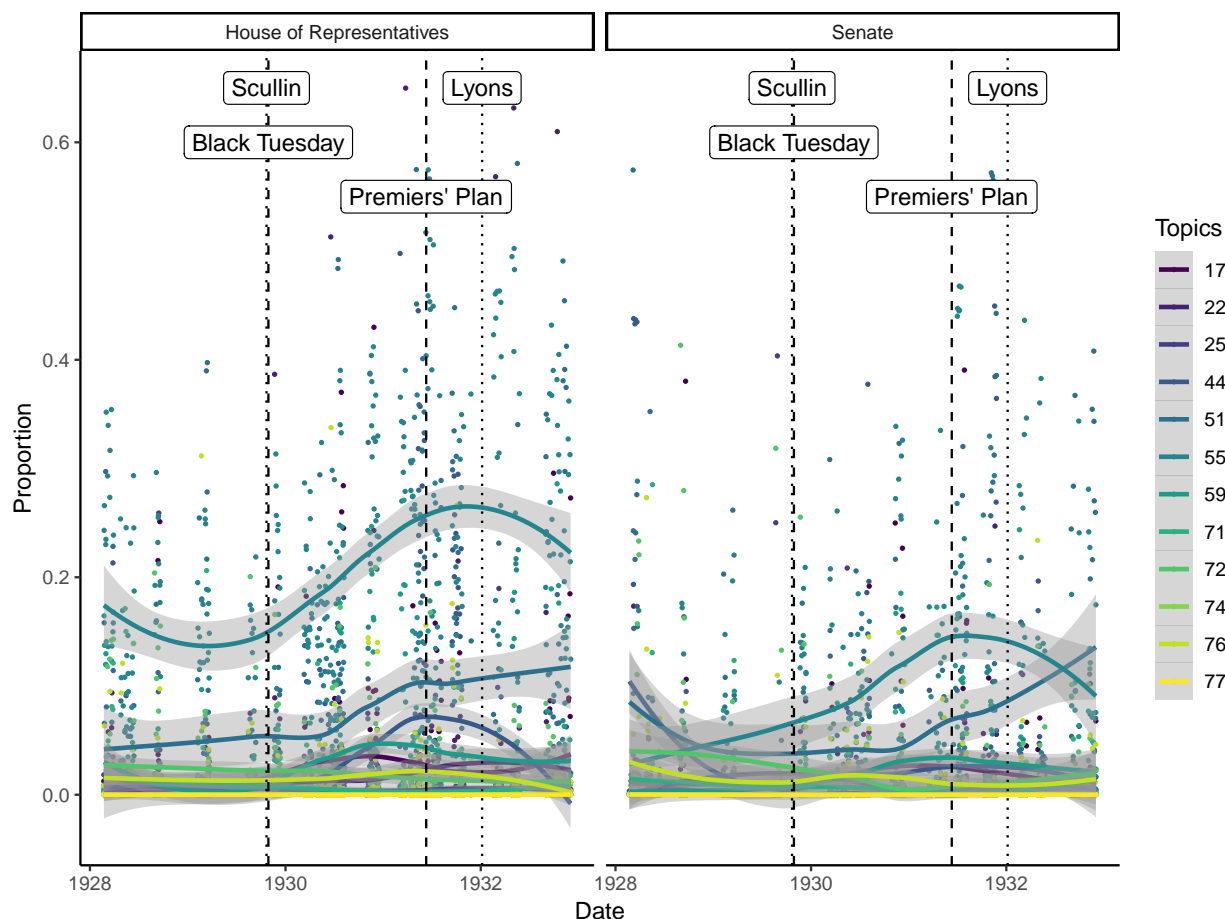 House of Representatives
Senate
Scullin
Lyons
Black Tuesday
Premiers' Plan
Scullin
Lyons
Black Tuesday
Premiers' Plan
0.6
0.4
0.2
0.0
Proportion
1928
1930
1932
1928
1930
1932
Date
Topics
17
22
25
44
51
55
59
71
72
74
76
77